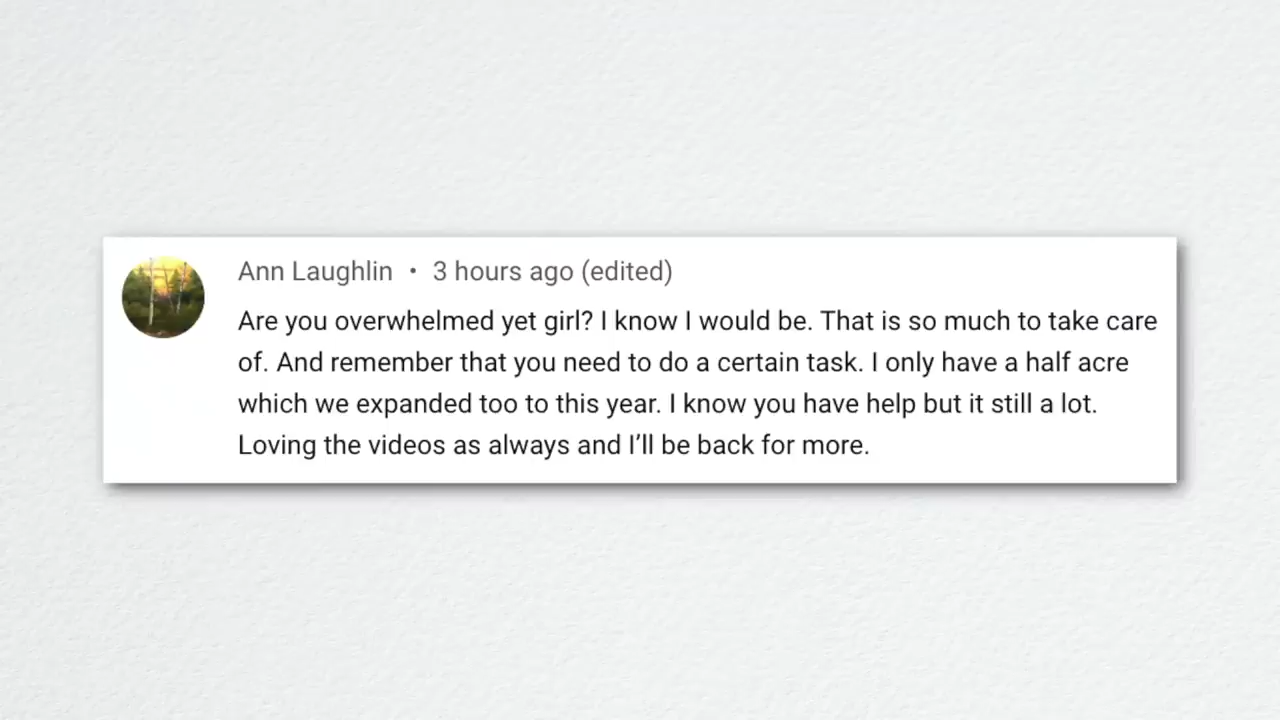 Ann Laughlin • 3 hours ago (edited)
Are you overwhelmed yet girl? I know I would be. That is so much to take care
of. And remember that you need to do a certain task. I only have a half acre
which we expanded too to this year. I know you have help but it still a lot.
Loving the videos as always and I’ll be back for more.